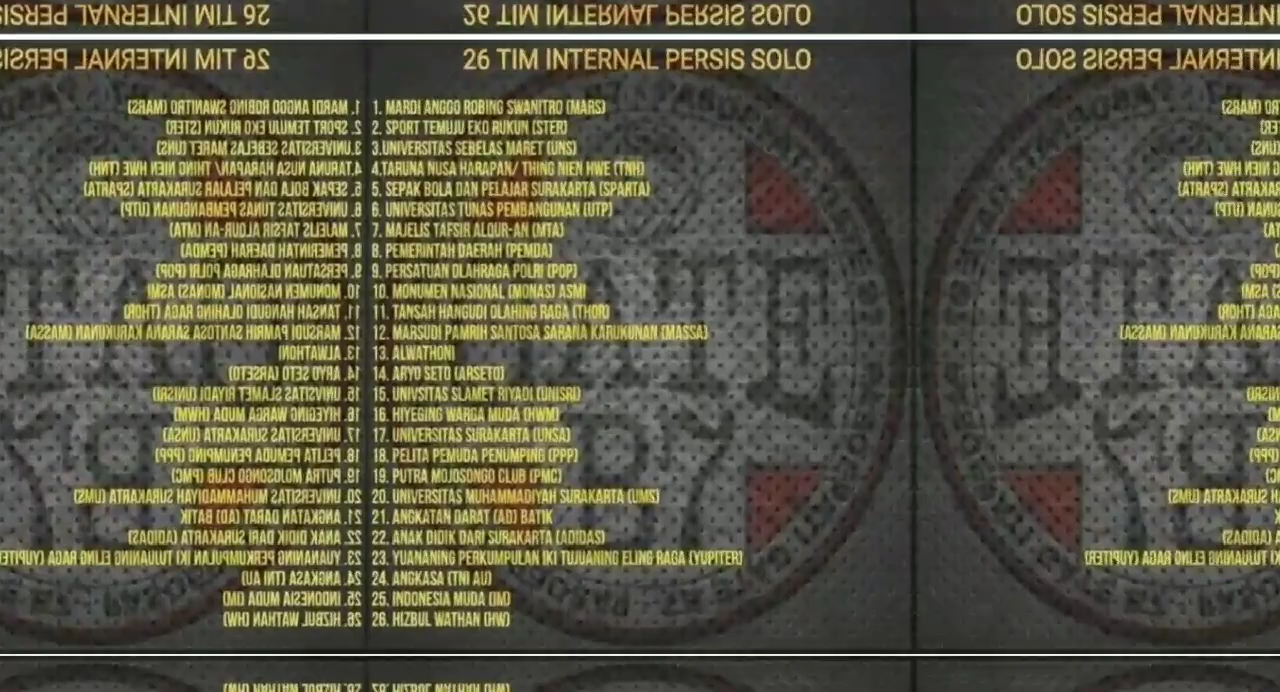 26 TIM INTERNAL PERSIS SOLO
1. MARDI ANGGO ROBING SWANITRO (MARS)
2. SPORT TEMUJU EKO RUKUN (STER)
3.UNIVERSITAS SEBELAS MARET (UNS)
4.TARUNA NUSA HARAPAN/ THING NIEN HWE (TNH)
5. SEPAK BOLA DAN PELAJAR SURAKARTA (SPARTA)
6. UNIVERSITAS TUNAS PEMBANGUNAN (UTP)
7. MAJELIS TAFSIR ALQUR-AN (MTA)
8. PEMERINTAH DAERAH (PEMDA)
9. PERSATUAN OLAHRAGA POLRI (POP)
10. MONUMEN NASIONAL (MONAS) ASMI
11. TANSAH HANGUDI OLAHING RAGA (THOR)
12. MARSUDI PAMRIH SANTOSA SARANA KARUKUNAN (MASSA)
13. ALWATHONI
14. ARYO SETO (ARSETO)
15. UNIVSITAS SLAMET RIYADI (UNISRI)
16. HIYEGING WARGA MUDA (HWM)
17. UNIVERSITAS SURAKARTA (UNSA)
18. PELITA PEMUDA PENUMPING (PPP)
19. PUTRA MOJOSONGO CLUB (PMC)
20. UNIVERSITAS MUHAMMADIYAH SURAKARTA (UMS)
21. ANGKATAN DARAT (AD) BATIK
22. ANAK DIDIK DARI SURAKARTA (ADIDAS)
23. YUANANING PERKUMPULAN IKI TUJUANING ELING RAGA (YUPITER)
24. ANGKASA (TNI AU)
25. INDONESIA MUDA (IM)
26. HIZBUL WATHAN (HW)